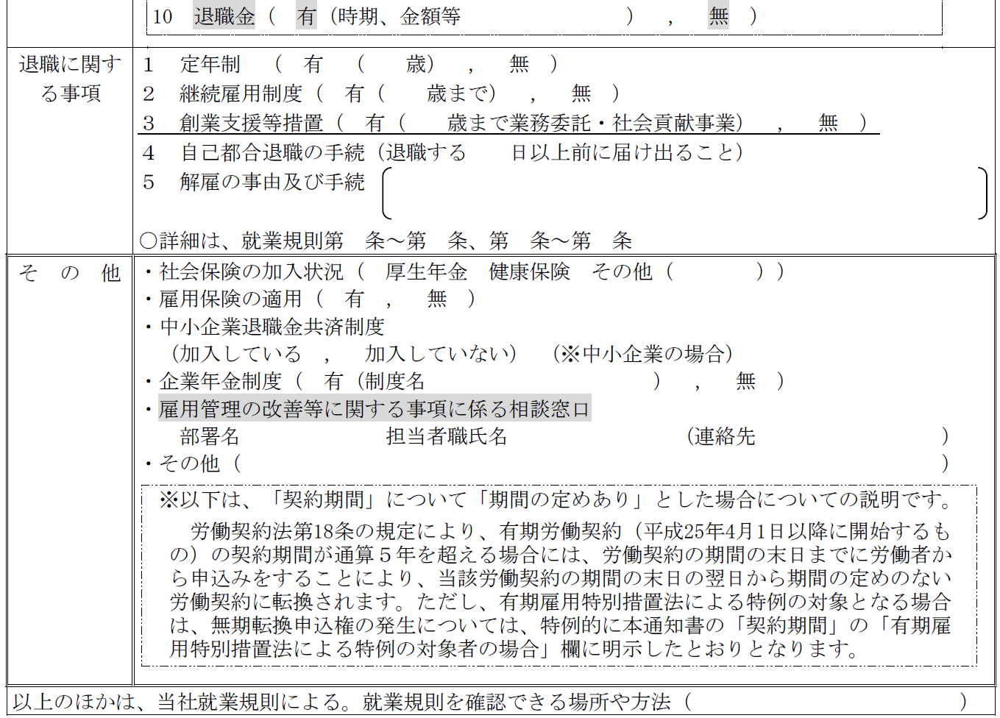 10　退職金（　有（時期、金額等　　　　　　　　）　，　無　）
退職に関す
る事項
１　定年制　（　有　（　　歳）　，　無　）
２　継続雇用制度（　有（　　歳まで）　，　無　）
３　創業支援等措置（　有（　　歳まで業務委託・社会貢献事業）　，　無　）
４　自己都合退職の手続（退職する　　日以上前に届け出ること）
５　解雇の事由及び手続〔　　　　　　　　　　　　　　　　　　〕
○詳細は、就業規則第　条～第　条、第　条～第　条
そ　の　他
・社会保険の加入状況（　厚生年金　健康保険　その他（　　　　））
・雇用保険の適用（　有　，　無　）
・中小企業退職金共済制度
（加入している　，　加入していない）　（※中小企業の場合）
・企業年金制度（　有（制度名　　　　　　　　　　　）　，　無　）
・雇用管理の改善等に関する事項に係る相談窓口
部署名　　　　　　　担当者職氏名　　　　　　　　　（連絡先　　　　　　　　　）
・その他（　　　　　　　　　　　　　　　　　　　　　　　　　　　　　　　　　　）
※以下は、「契約期間」について「期間の定めあり」とした場合についての説明です。
労働契約法第18条の規定により、有期労働契約（平成25年4月1日以降に開始するも
の）の契約期間が通算５年を超える場合には、労働契約の期間の末日までに労働者か
ら申込みをすることにより、当該労働契約の期間の末日の翌日から期間の定めのない
労働契約に転換されます。ただし、有期雇用特別措置法による特例の対象となる場合
は、無期転換申込権の発生については、特例的に本通知書の「契約期間」の「有期雇
用特別措置法による特例の対象者の場合」欄に明示したとおりとなります。
以上のほかは、当社就業規則による。就業規則を確認できる場所や方法（　　　　　　　　　　　　　）